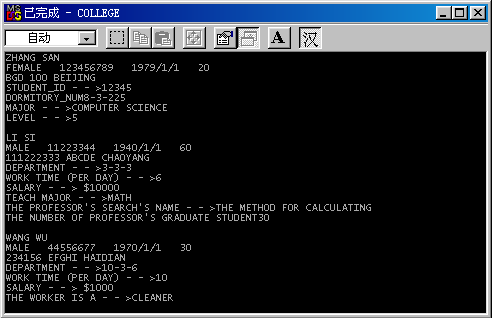 已完成 - COLLEGE
自动
A
汉
ZHANG SAN
FEMALE 123456789 1979/1/1 20
BGD 100 BEIJING
STUDENT_ID - - >12345
DORMITORY_NUM8-3-225
MAJOR - - >COMPUTER SCIENCE
LEVEL - - >5
LI SI
MALE 11223344 1940/1/1 60
111222333 ABCDE CHAOYANG
DEPARTMENT - - >3-3-3
WORK TIME (PER DAY) - - >6
SALARY - - > $10000
TEACH MAJOR - - >MATH
THE PROFESSOR'S SEARCH'S NAME - - >THE METHOD FOR CALCULATING
THE NUMBER OF PROFESSOR'S GRADUATE STUDENT30
WANG WU
MALE 44556677 1970/1/1 30
234156 EFGHI HAIDIAN
DEPARTMENT - - >10-3-6
WORK TIME (PER DAY) - - >10
SALARY - - > $1000
THE WORKER IS A - - >CLEANER